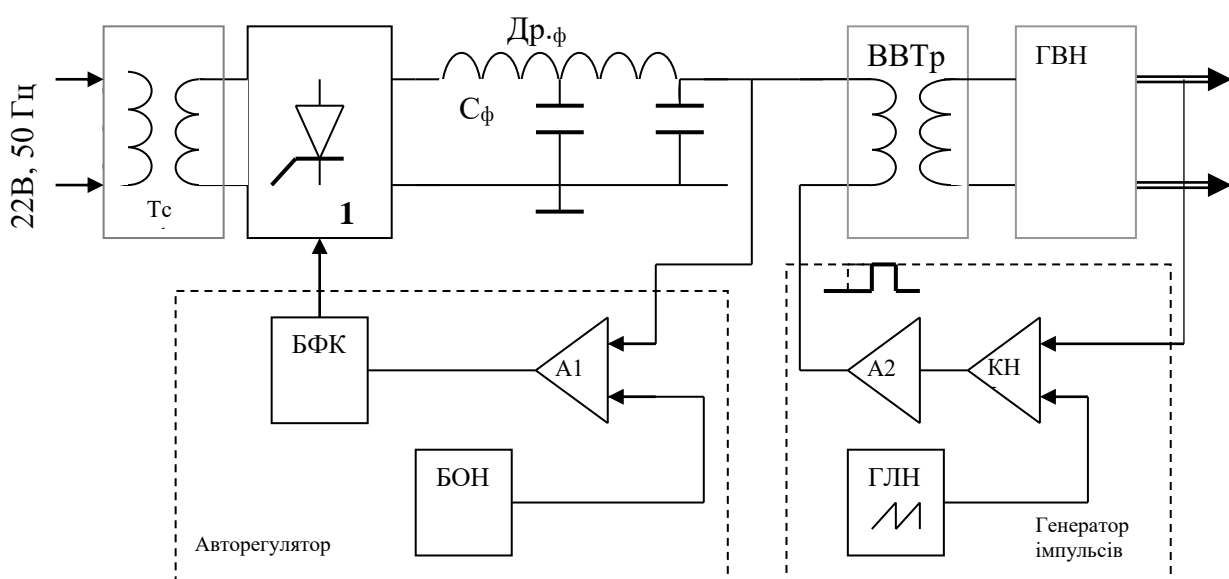 22В, 50 Гц
Тс
1
Др.ф
Сф
ВВТр
ГВН
БФК
А1
БОН
Авторегулятор
А2
КН
ГЛН
Генератор
імпульсів